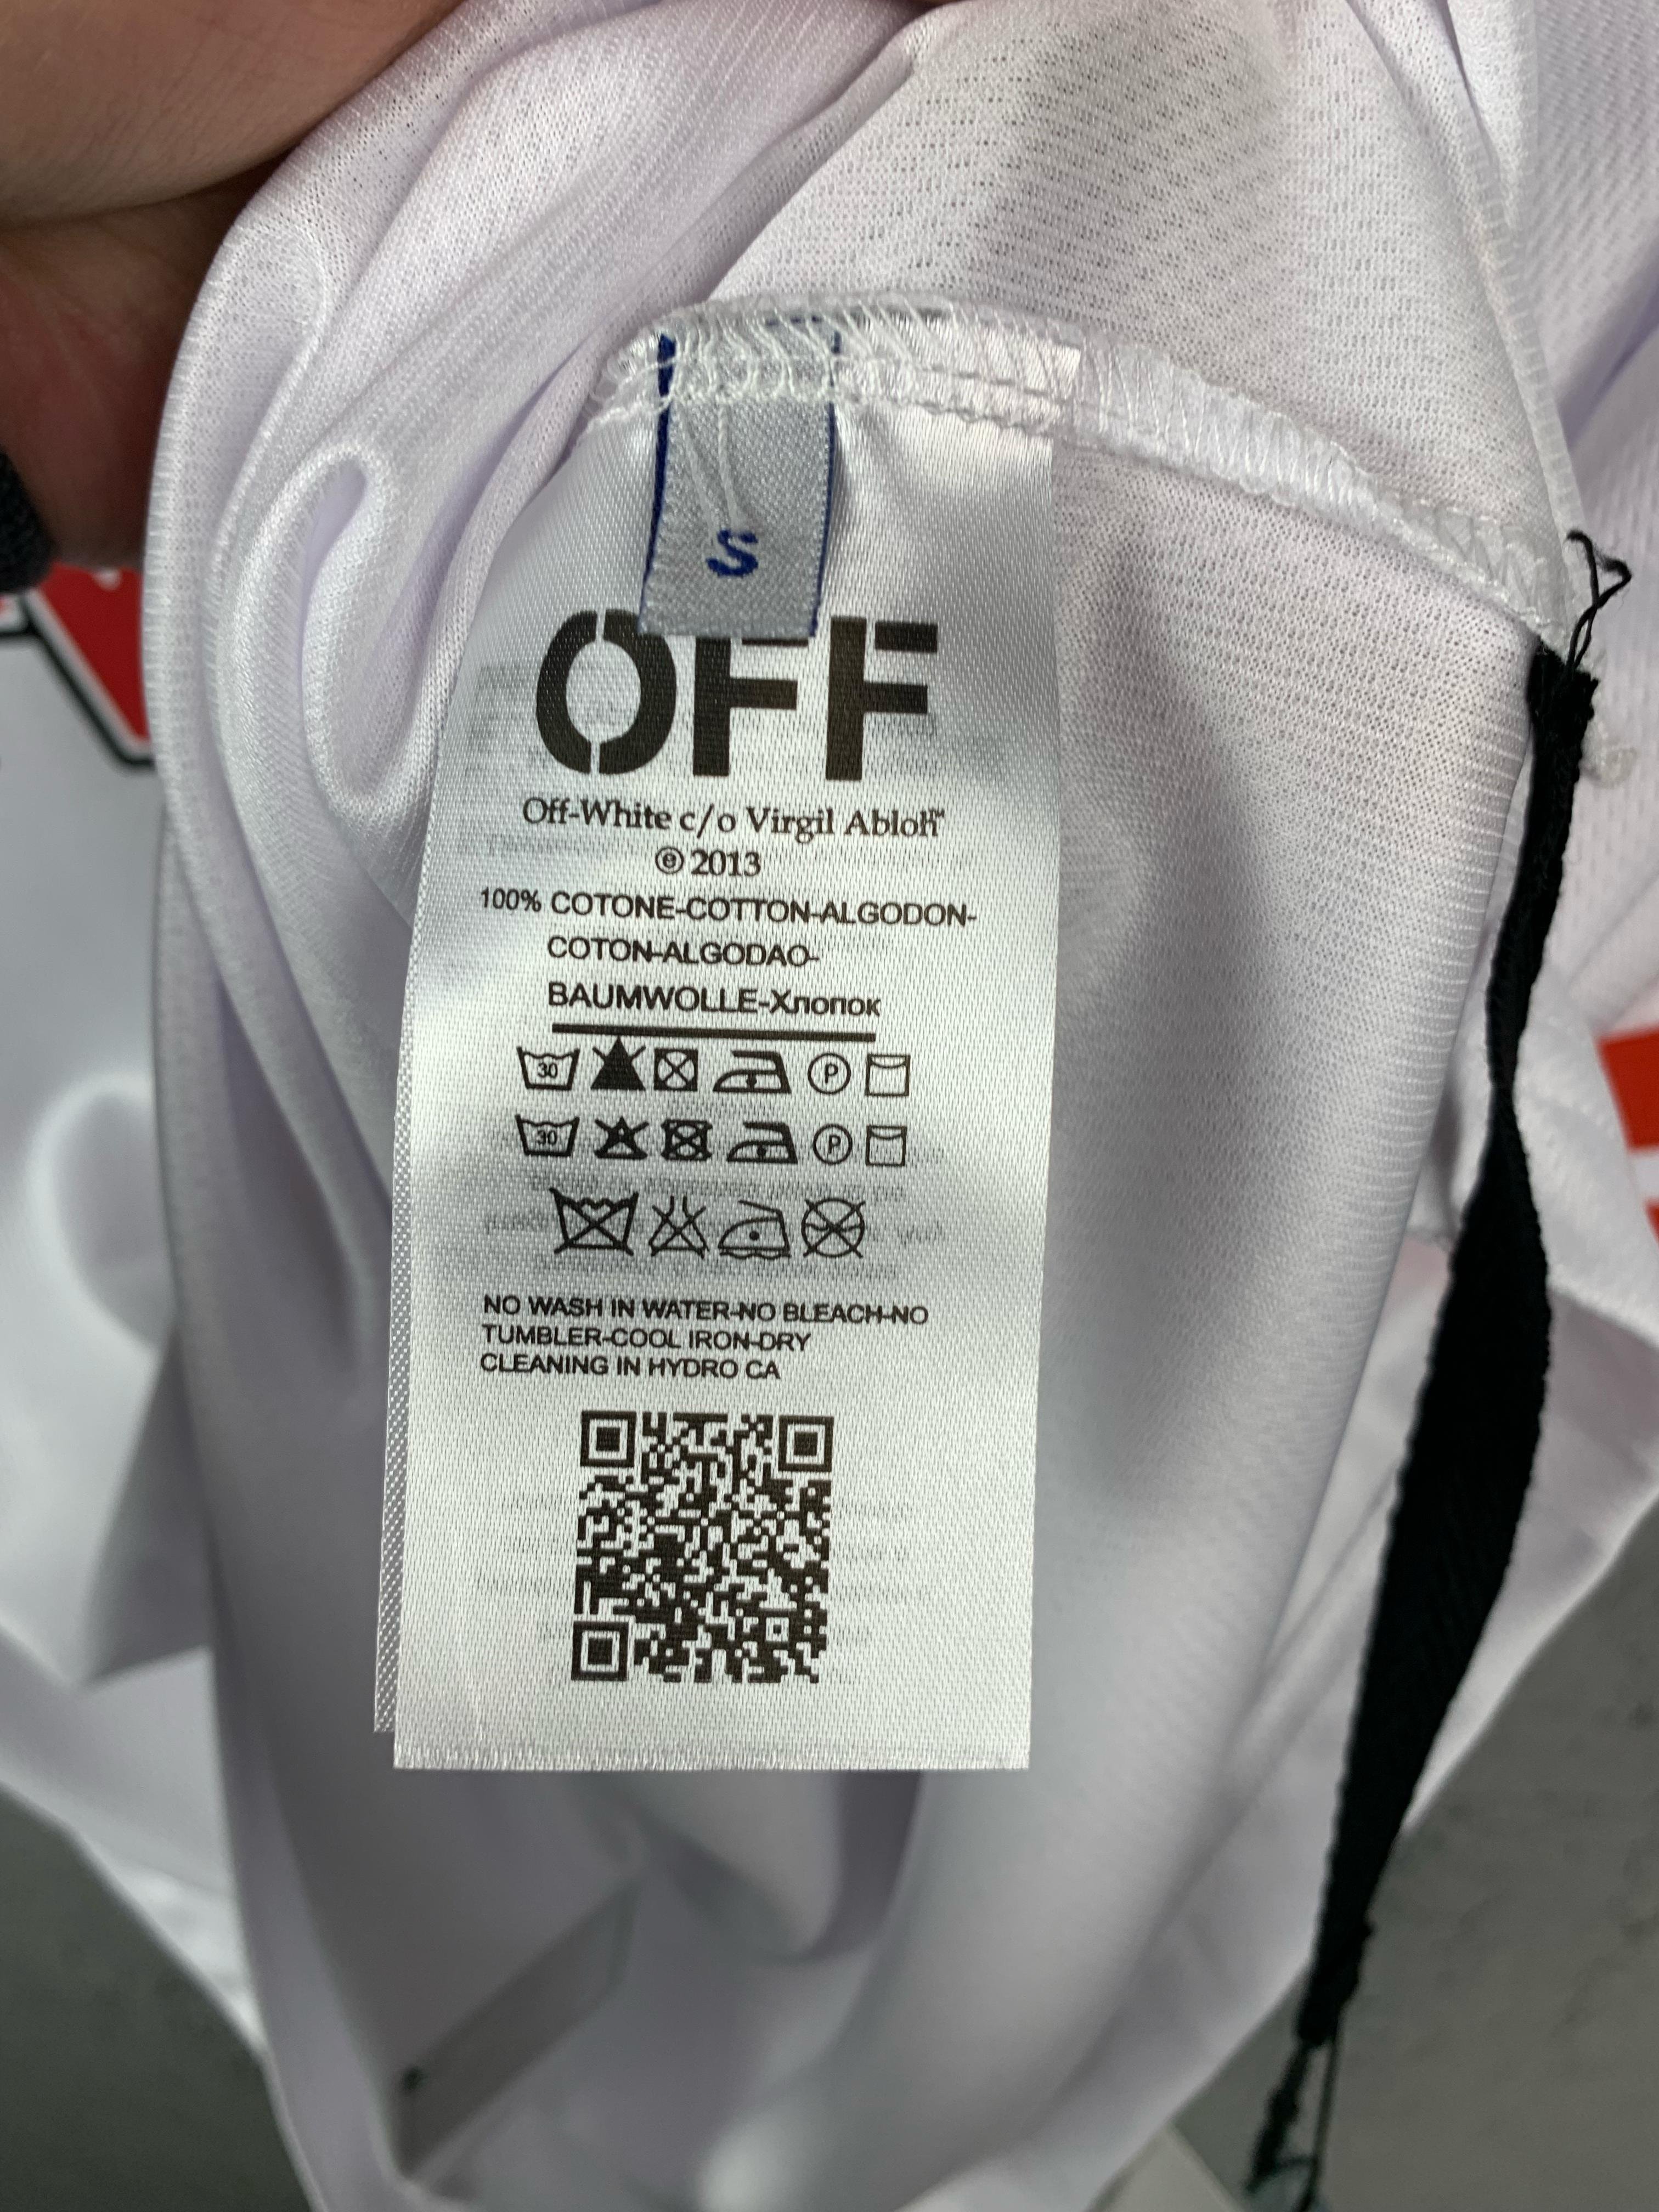 S
OFF
Off-White c/o Virgil Abloh™
© 2013
100% COTONE-COTTON-ALGODON-
COTON-ALGODAO-
BAUMWOLLE-Хлопок
30 P
30 P
NO WASH IN WATER-NO BLEACH-NO
TUMBLER-COOL IRON-DRY
CLEANING IN HYDRO CA